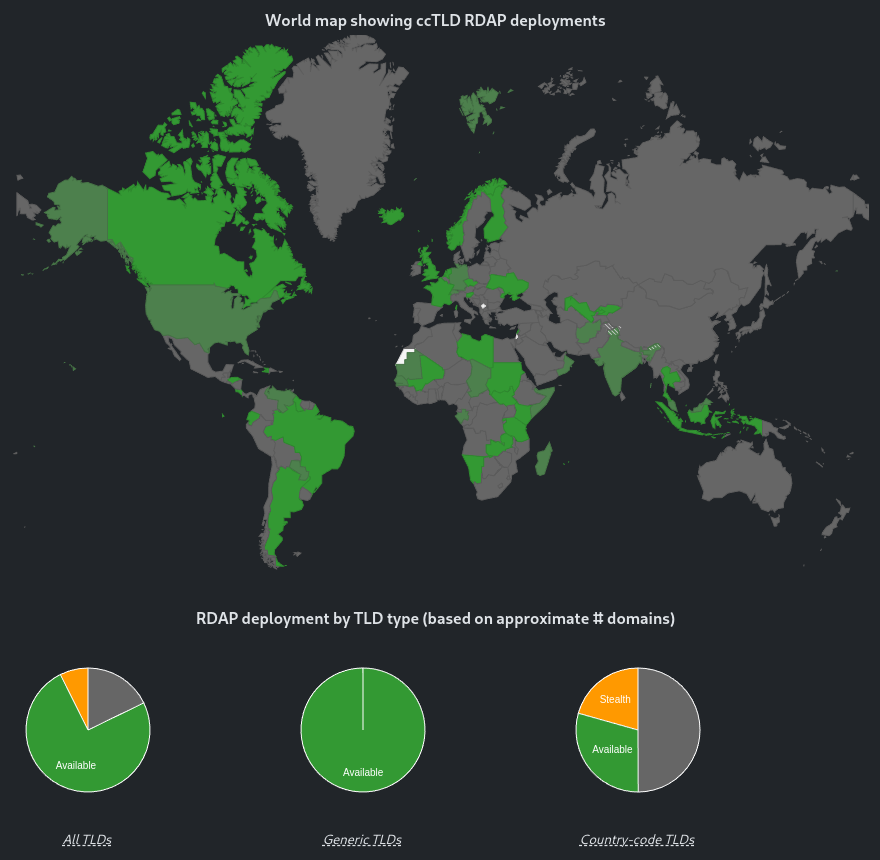 World map showing ccTLD RDAP deployments
RDAP deployment by TLD type (based on approximate # domains)
Available
Available
Stealth
Available
All TLDs
Generic TLDs
Country-code TLDs